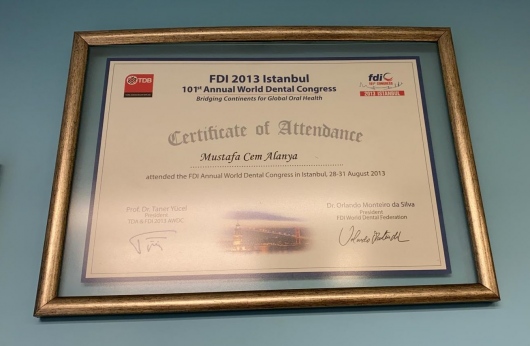 TDB
FDI 2013 Istanbul
101st Annual World Dental Congress
Bridging Continents for Global Oral Health
fdi
2013 ISTANBUL
Certificate of Attendance
Mustafa Cem Alanya
attended the FDI Annual World Dental Congress in Istanbul, 28-31 August 2013
Prof. Dr. Taner Yücel
President
TDA & FDI 2013 AWDC
Dr. Orlando Monteiro da Silva
President
FDI World Dental Federation